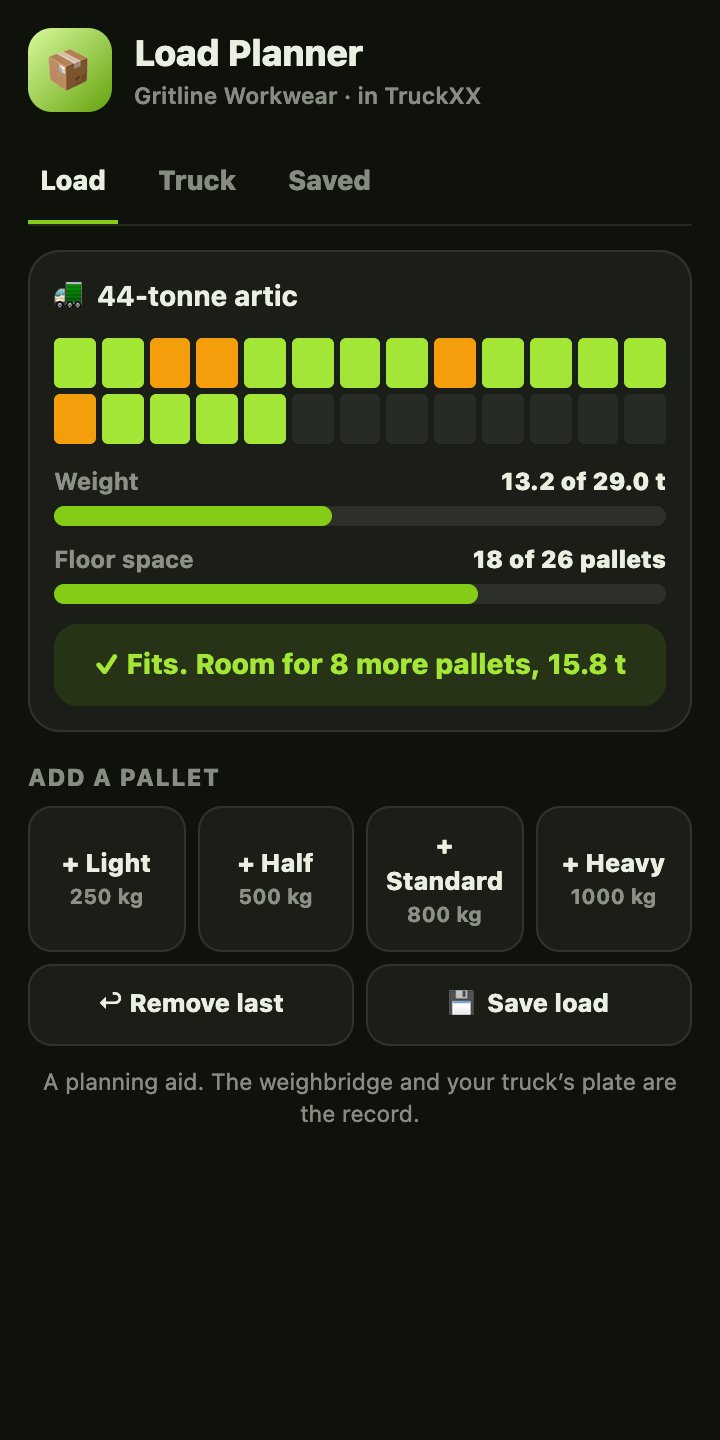 Load Planner
Gritline Workwear · in TruckXX
Load Truck Saved
44-tonne artic
Weight 13.2 of 29.0 t
Floor space 18 of 26 pallets
✓ Fits. Room for 8 more pallets, 15.8 t
ADD A PALLET
+ Light
250 kg
+ Half
500 kg
+
Standard
800 kg
+ Heavy
1000 kg
↩ Remove last
Save load
A planning aid. The weighbridge and your truck’s plate are
the record.